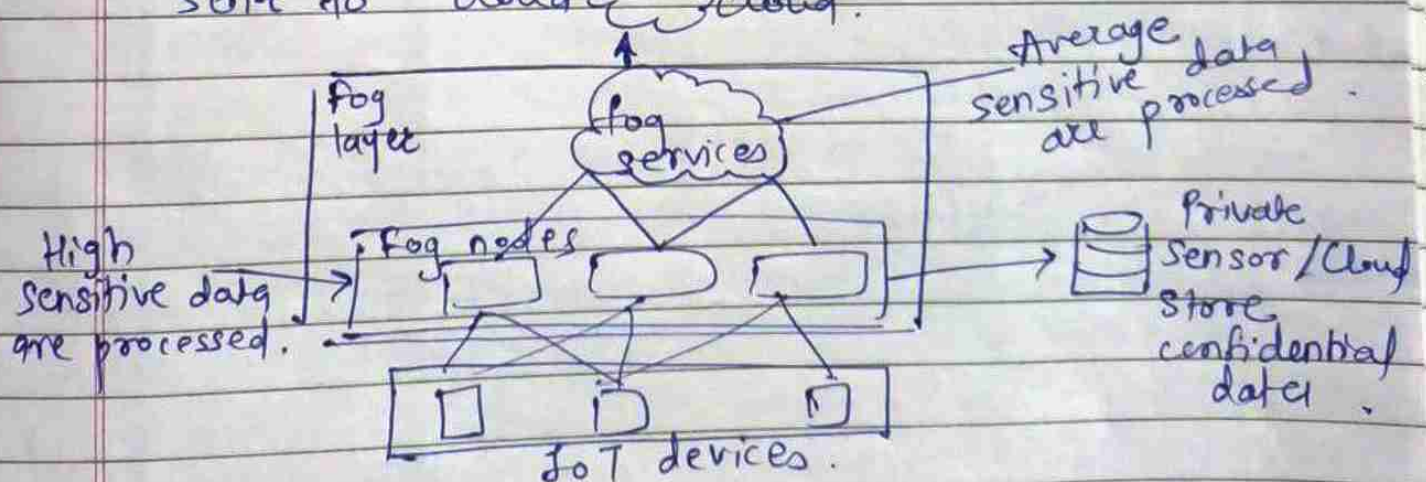 cloud.
Average
sensitive data
are processed.
Fog
layer
fog
services
High
sensitive data
are processed.
Fog nodes
Private
Sensor/Cloud
Store
confidential
data.
IoT devices.